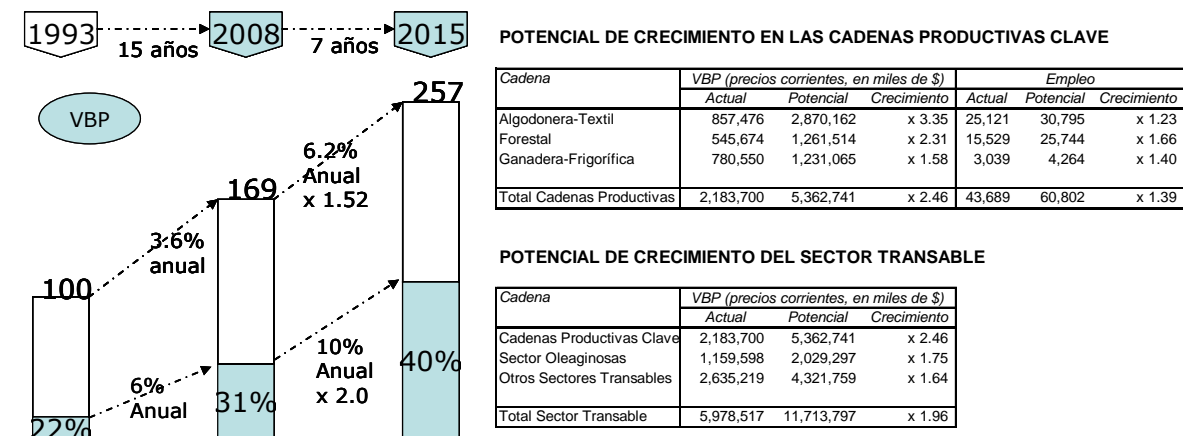 1993
2008
2015
15 años
7 años
VBP
257
6.2%
Anual
x 1.52
169
3.6%
anual
100
10%
Anual
x 2.0
40%
6%
Anual
31%
22%
POTENCIAL DE CRECIMIENTO EN LAS CADENAS PRODUCTIVAS CLAVE
Cadena VBP (precios corrientes, en miles de $) Empleo
Actual Potencial Crecimiento Actual Potencial Crecimiento
Algodonera-Textil 857,476 2,870,162 x 3.35 25,121 30,795 x 1.23
Forestal 545,674 1,261,514 x 2.31 15,529 25,744 x 1.66
Ganadera-Frigorífica 780,550 1,231,065 x 1.58 3,039 4,264 x 1.40
Total Cadenas Productivas 2,183,700 5,362,741 x 2.46 43,689 60,802 x 1.39
POTENCIAL DE CRECIMIENTO DEL SECTOR TRANSABLE
Cadena VBP (precios corrientes, en miles de $)
Actual Potencial Crecimiento
Cadenas Productivas Clave 2,183,700 5,362,741 x 2.46
Sector Oleaginosas 1,159,598 2,029,297 x 1.75
Otros Sectores Transables 2,635,219 4,321,759 x 1.64
Total Sector Transable 5,978,517 11,713,797 x 1.96